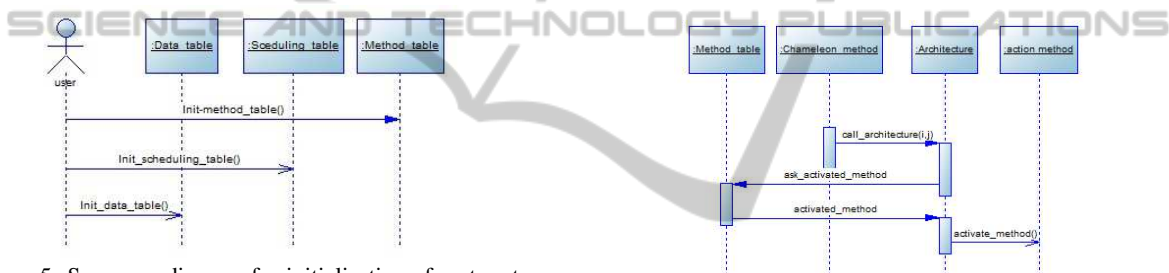 SCIENCE AND TECHNOLOGY PUBLICATIONS
:Data_table
:Sceduling_table
:Method_table
user
Init-method_table()
Init_scheduling_table()
Init_data_table()
:Method_table
:Chameleon_method
:Architecture
:action method
call_architecture(i,j)
ask_activated_method
activated_method
activate_method()